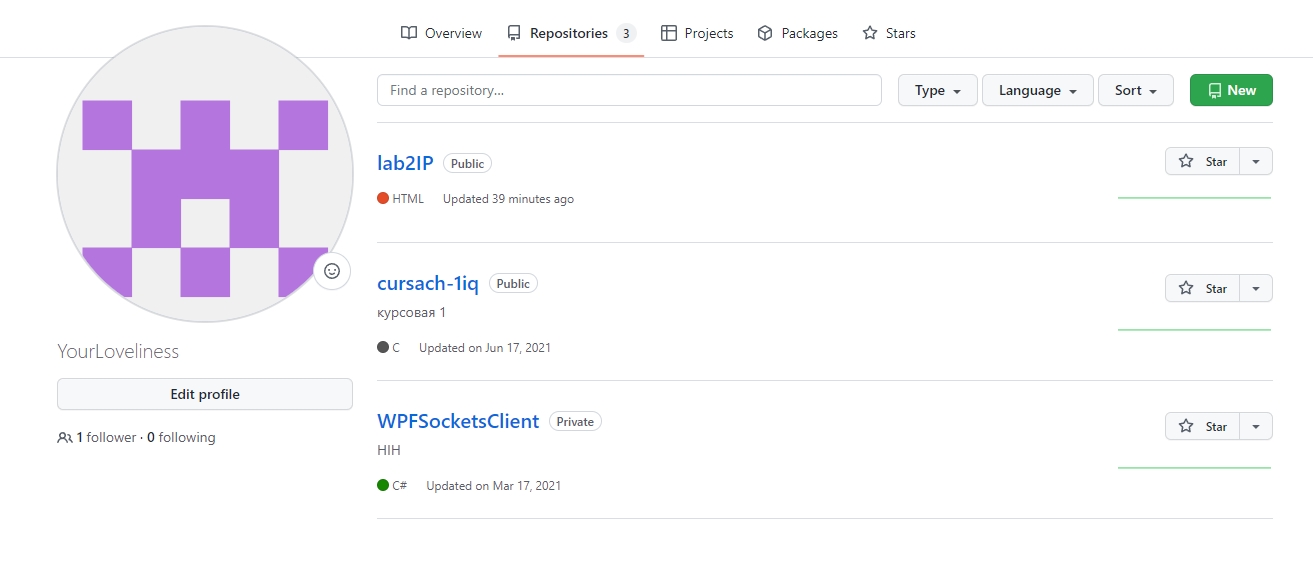 Overview Repositories 3 Projects Packages Stars
Find a repository... Type Language Sort New
lab2IP Public Star
HTML Updated 39 minutes ago
cursach-1iq Public Star
курсовая 1
C Updated on Jun 17, 2021
WPFSocketsClient Private Star
HIH
C# Updated on Mar 17, 2021
YourLoveliness
Edit profile
1 follower · 0 following